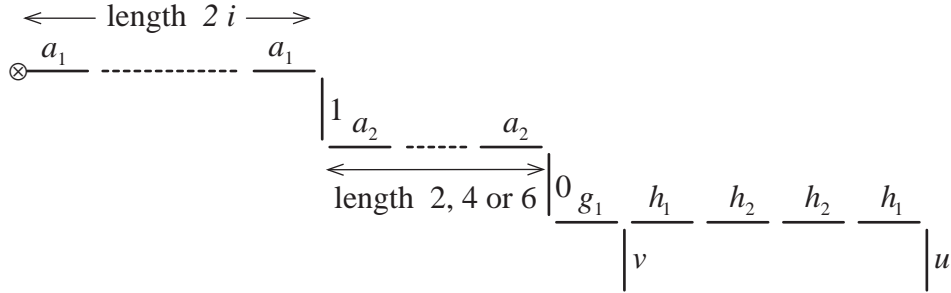 length 2 i
a₁ a₁
1
a₂ a₂
length 2, 4 or 6
0
g₁ h₁ h₂ h₂ h₁
v u